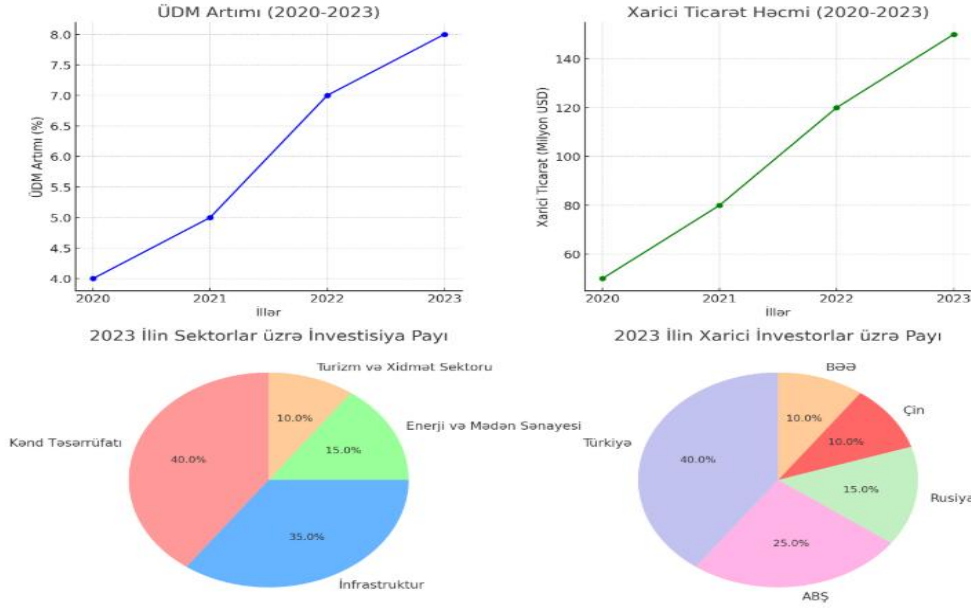 ÜDM Artımı (2020-2023)
8.0
7.5
7.0
6.5
6.0
5.5
5.0
4.5
4.0
ÜDM Artımı (%)
2020 2021 2022 2023
İllər
Xarici Ticarət Həcmi (2020-2023)
140
120
100
80
60
Xarici Ticarət (Milyon USD)
2020 2021 2022 2023
İllər
2023 İlin Sektorlar üzrə İnvestisiya Payı
Turizm və Xidmət Sektoru
10.0%
Enerji və Mədən Sənayesi
15.0%
Kənd Təsərrüfatı
40.0%
35.0%
İnfrastruktur
2023 İlin Xarici İnvestorlar üzrə Payı
BƏƏ
10.0%
Çin
10.0%
Türkiyə
40.0%
15.0%
Rusiya
25.0%
ABŞ